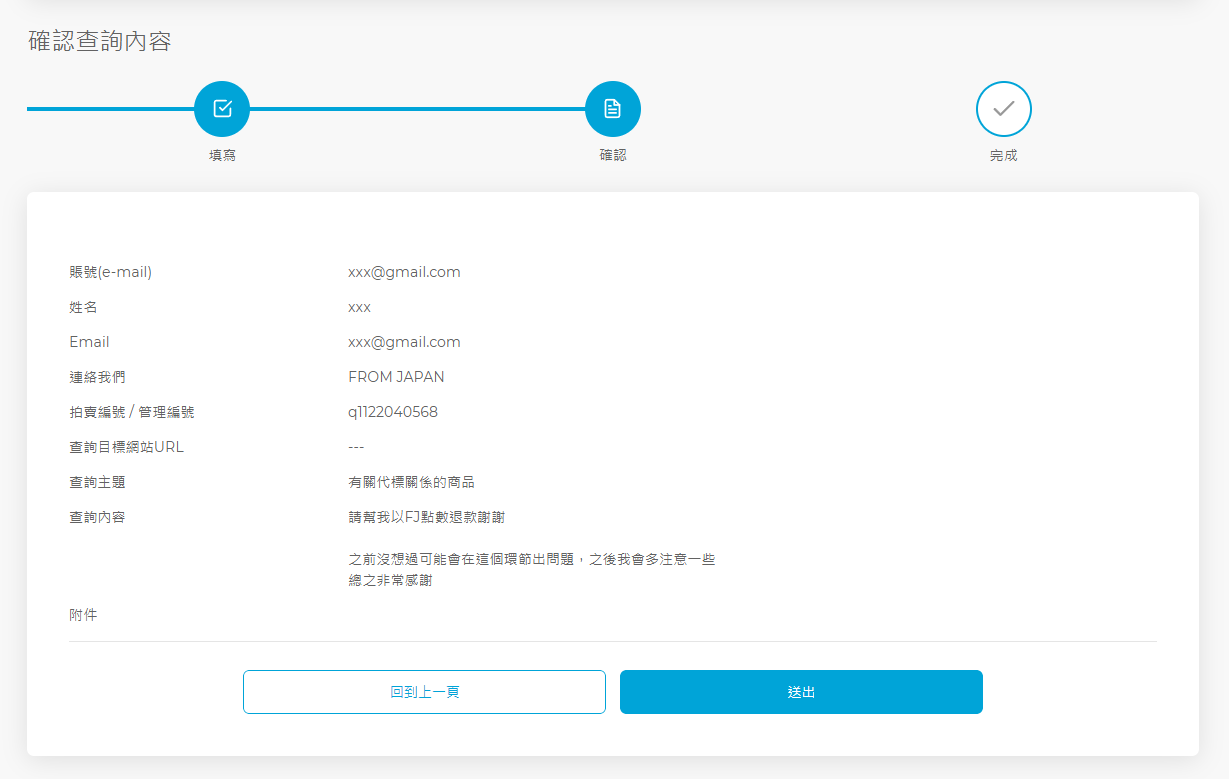 確認查詢內容
填寫
確認
完成
賬號(e-mail) xxx@gmail.com
姓名 xxx
Email xxx@gmail.com
連絡我們 FROM JAPAN
拍賣編號 / 管理編號 q1122040568
查詢目標網站URL ---
查詢主題 有關代標關係的商品
查詢內容 請幫我以FJ點數退款謝謝
之前沒想過可能會在這個環節出問題，之後我會多注意一些
總之非常感謝
附件
回到上一頁
送出